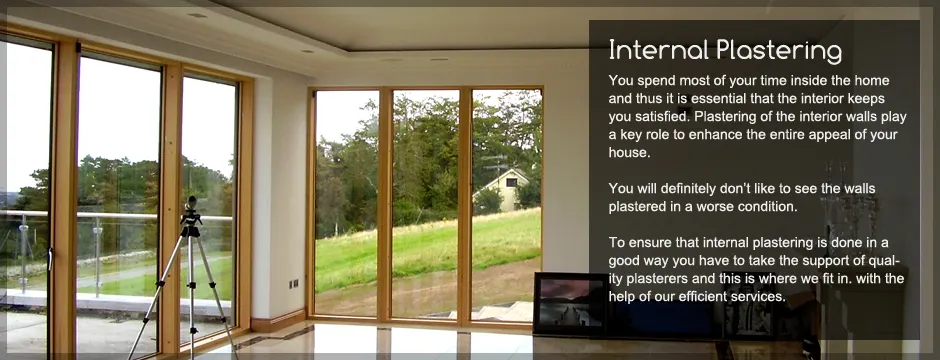 Internal Plastering
You spend most of your time inside the home
and thus it is essential that the interior keeps
you satisfied. Plastering of the interior walls play
a key role to enhance the entire appeal of your
house.
You will definitely don't like to see the walls
plastered in a worse condition.
To ensure that internal plastering is done in a
good way you have to take the support of qual-
ity plasterers and this is where we fit in. with the
help of our efficient services.